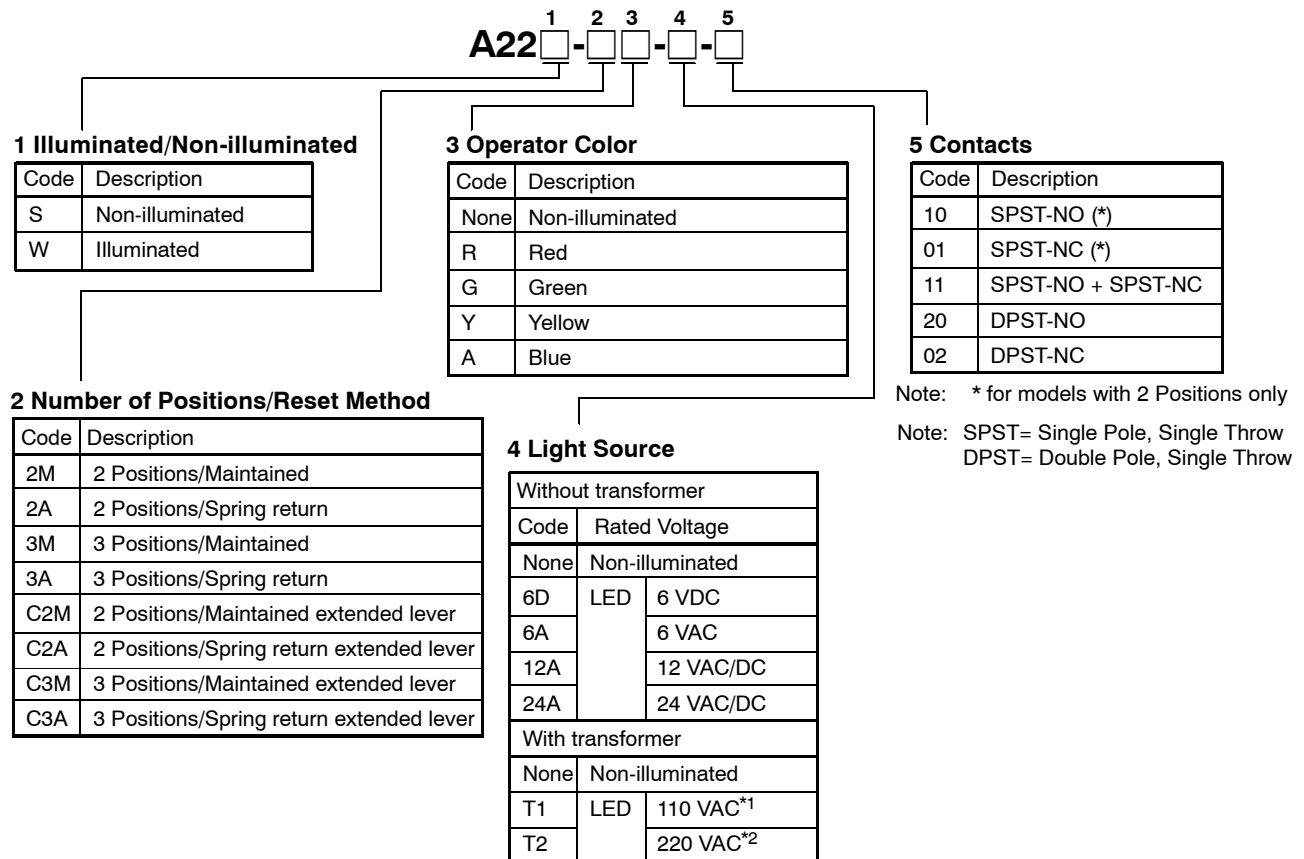 1 2 3 4 5
A22□-□□-□-□
1 Illuminated/Non-illuminated
Code Description
S Non-illuminated
W Illuminated
2 Number of Positions/Reset Method
Code Description
2M 2 Positions/Maintained
2A 2 Positions/Spring return
3M 3 Positions/Maintained
3A 3 Positions/Spring return
C2M 2 Positions/Maintained extended lever
C2A 2 Positions/Spring return extended lever
C3M 3 Positions/Maintained extended lever
C3A 3 Positions/Spring return extended lever
3 Operator Color
Code Description
None Non-illuminated
R Red
G Green
Y Yellow
A Blue
4 Light Source
Without transformer
Code Rated Voltage
None Non-illuminated
6D LED 6 VDC
6A 6 VAC
12A 12 VAC/DC
24A 24 VAC/DC
With transformer
None Non-illuminated
T1 LED 110 VAC*1
T2 220 VAC*2
5 Contacts
Code Description
10 SPST-NO (*)
01 SPST-NC (*)
11 SPST-NO + SPST-NC
20 DPST-NO
02 DPST-NC
Note: * for models with 2 Positions only
Note: SPST= Single Pole, Single Throw
DPST= Double Pole, Single Throw